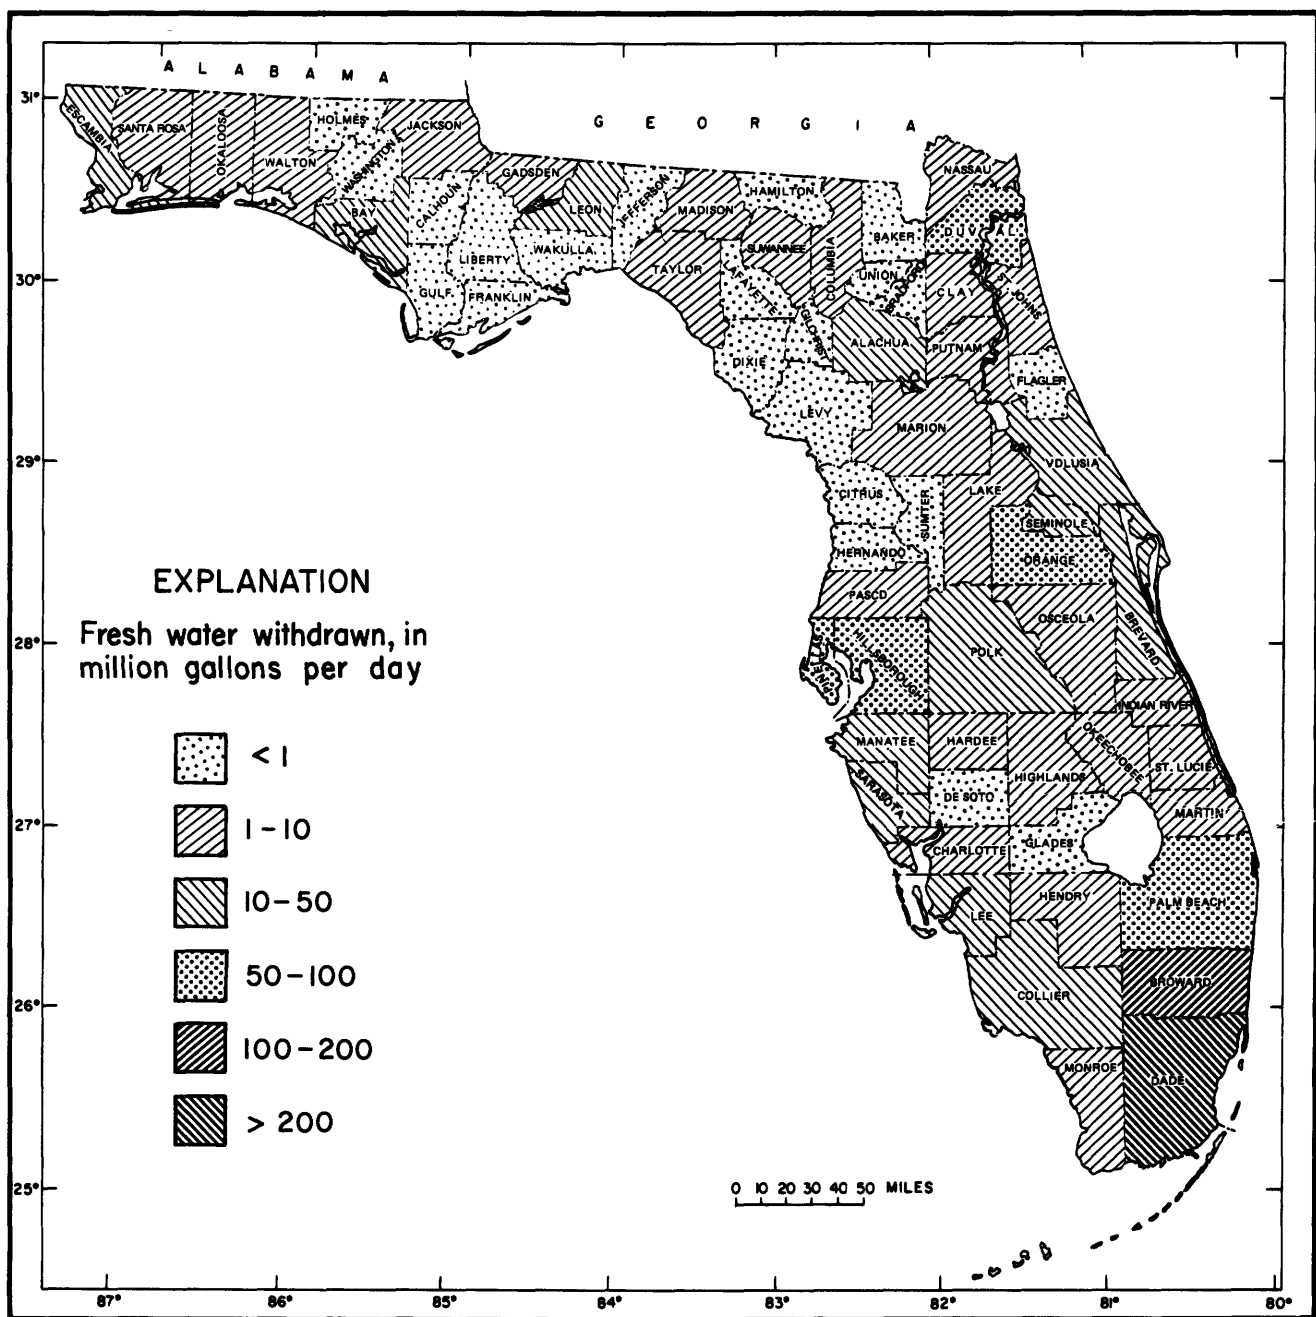 A L A B A M A
G E O R G I A
31°
30°
29°
28°
27°
26°
25°
ESCAMBIA
SANTA ROSA
OKALOOSA
WALTON
HOLMES
WASHINGTON
JACKSON
BAY
CALHOUN
GULF
LIBERTY
FRANKLIN
GADSDEN
LEON
WAKULLA
JEFFERSON
MADISON
TAYLOR
HAMILTON
SUWANNEE
LAFAYETTE
DIXIE
COLUMBIA
GILCHRIST
LEVY
BAKER
UNION
BRADFORD
ALACHUA
NASSAU
DUVAL
CLAY
ST. JOHNS
PUTNAM
FLAGLER
MARION
VOLUSIA
CITRUS
SUMTER
LAKE
SEMINOLE
ORANGE
HERNANDO
PASCO
PINELLAS
HILLSBOROUGH
POLK
OSCEOLA
BREVARD
INDIAN RIVER
MANATEE
HARDEE
HIGHLANDS
OKEECHOBEE
ST. LUCIE
SARASOTA
DE SOTO
MARTIN
CHARLOTTE
GLADES
LEE
HENDRY
PALM BEACH
COLLIER
BROWARD
MONROE
DADE
EXPLANATION
Fresh water withdrawn, in
million gallons per day
< 1
1-10
10-50
50-100
100-200
> 200
0 10 20 30 40 50 MILES
87°
86°
85°
84°
83°
82°
81°
80°